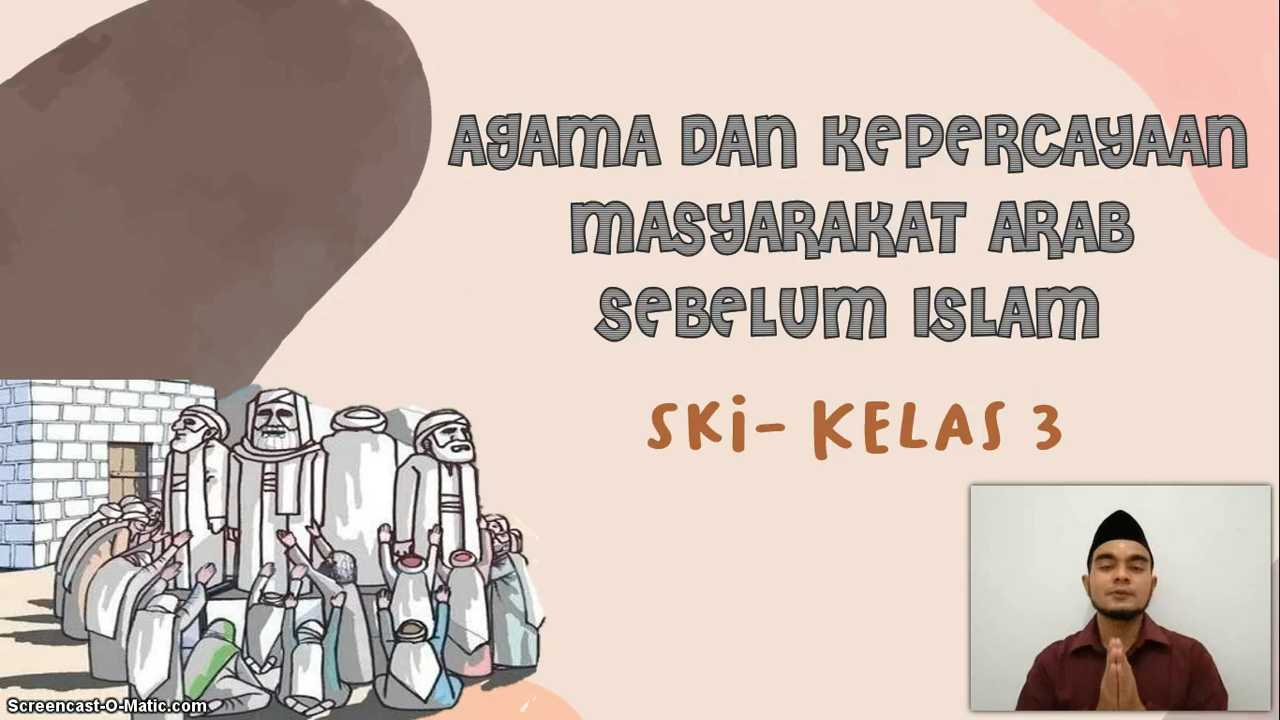 AGAMA DAN KEPERCAYAAN
MASYARAKAT ARAB
SEBELUM ISLAM
SKI- KELAS 3
Screencast-O-Matic.com